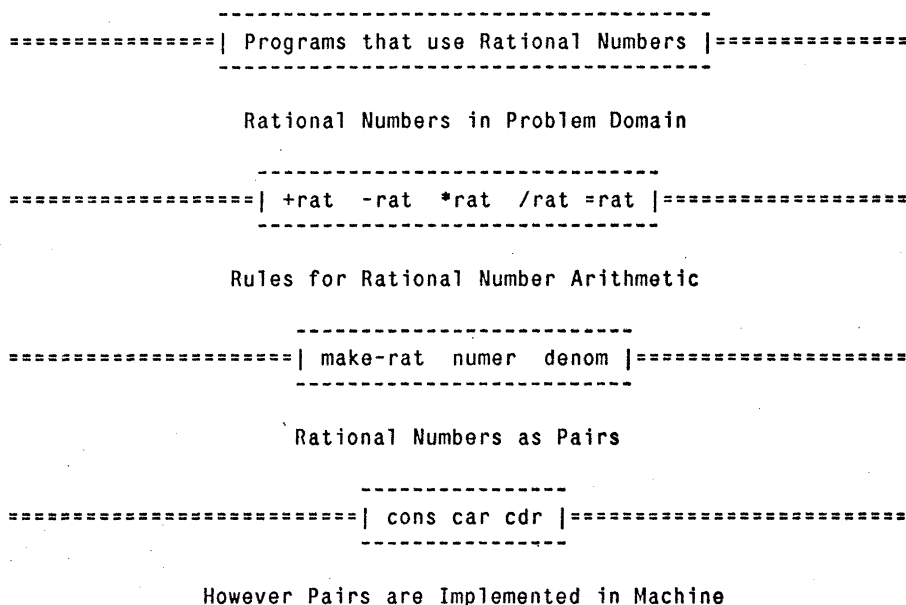 ---------------------------------------
================| Programs that use Rational Numbers |===============
---------------------------------------
Rational Numbers in Problem Domain
-------------------------------
===================| +rat -rat *rat /rat =rat |===================
-------------------------------
Rules for Rational Number Arithmetic
--------------------------
======================| make-rat numer denom |=====================
--------------------------
Rational Numbers as Pairs
----------------
===========================| cons car cdr |==========================
----------------
However Pairs are Implemented in Machine